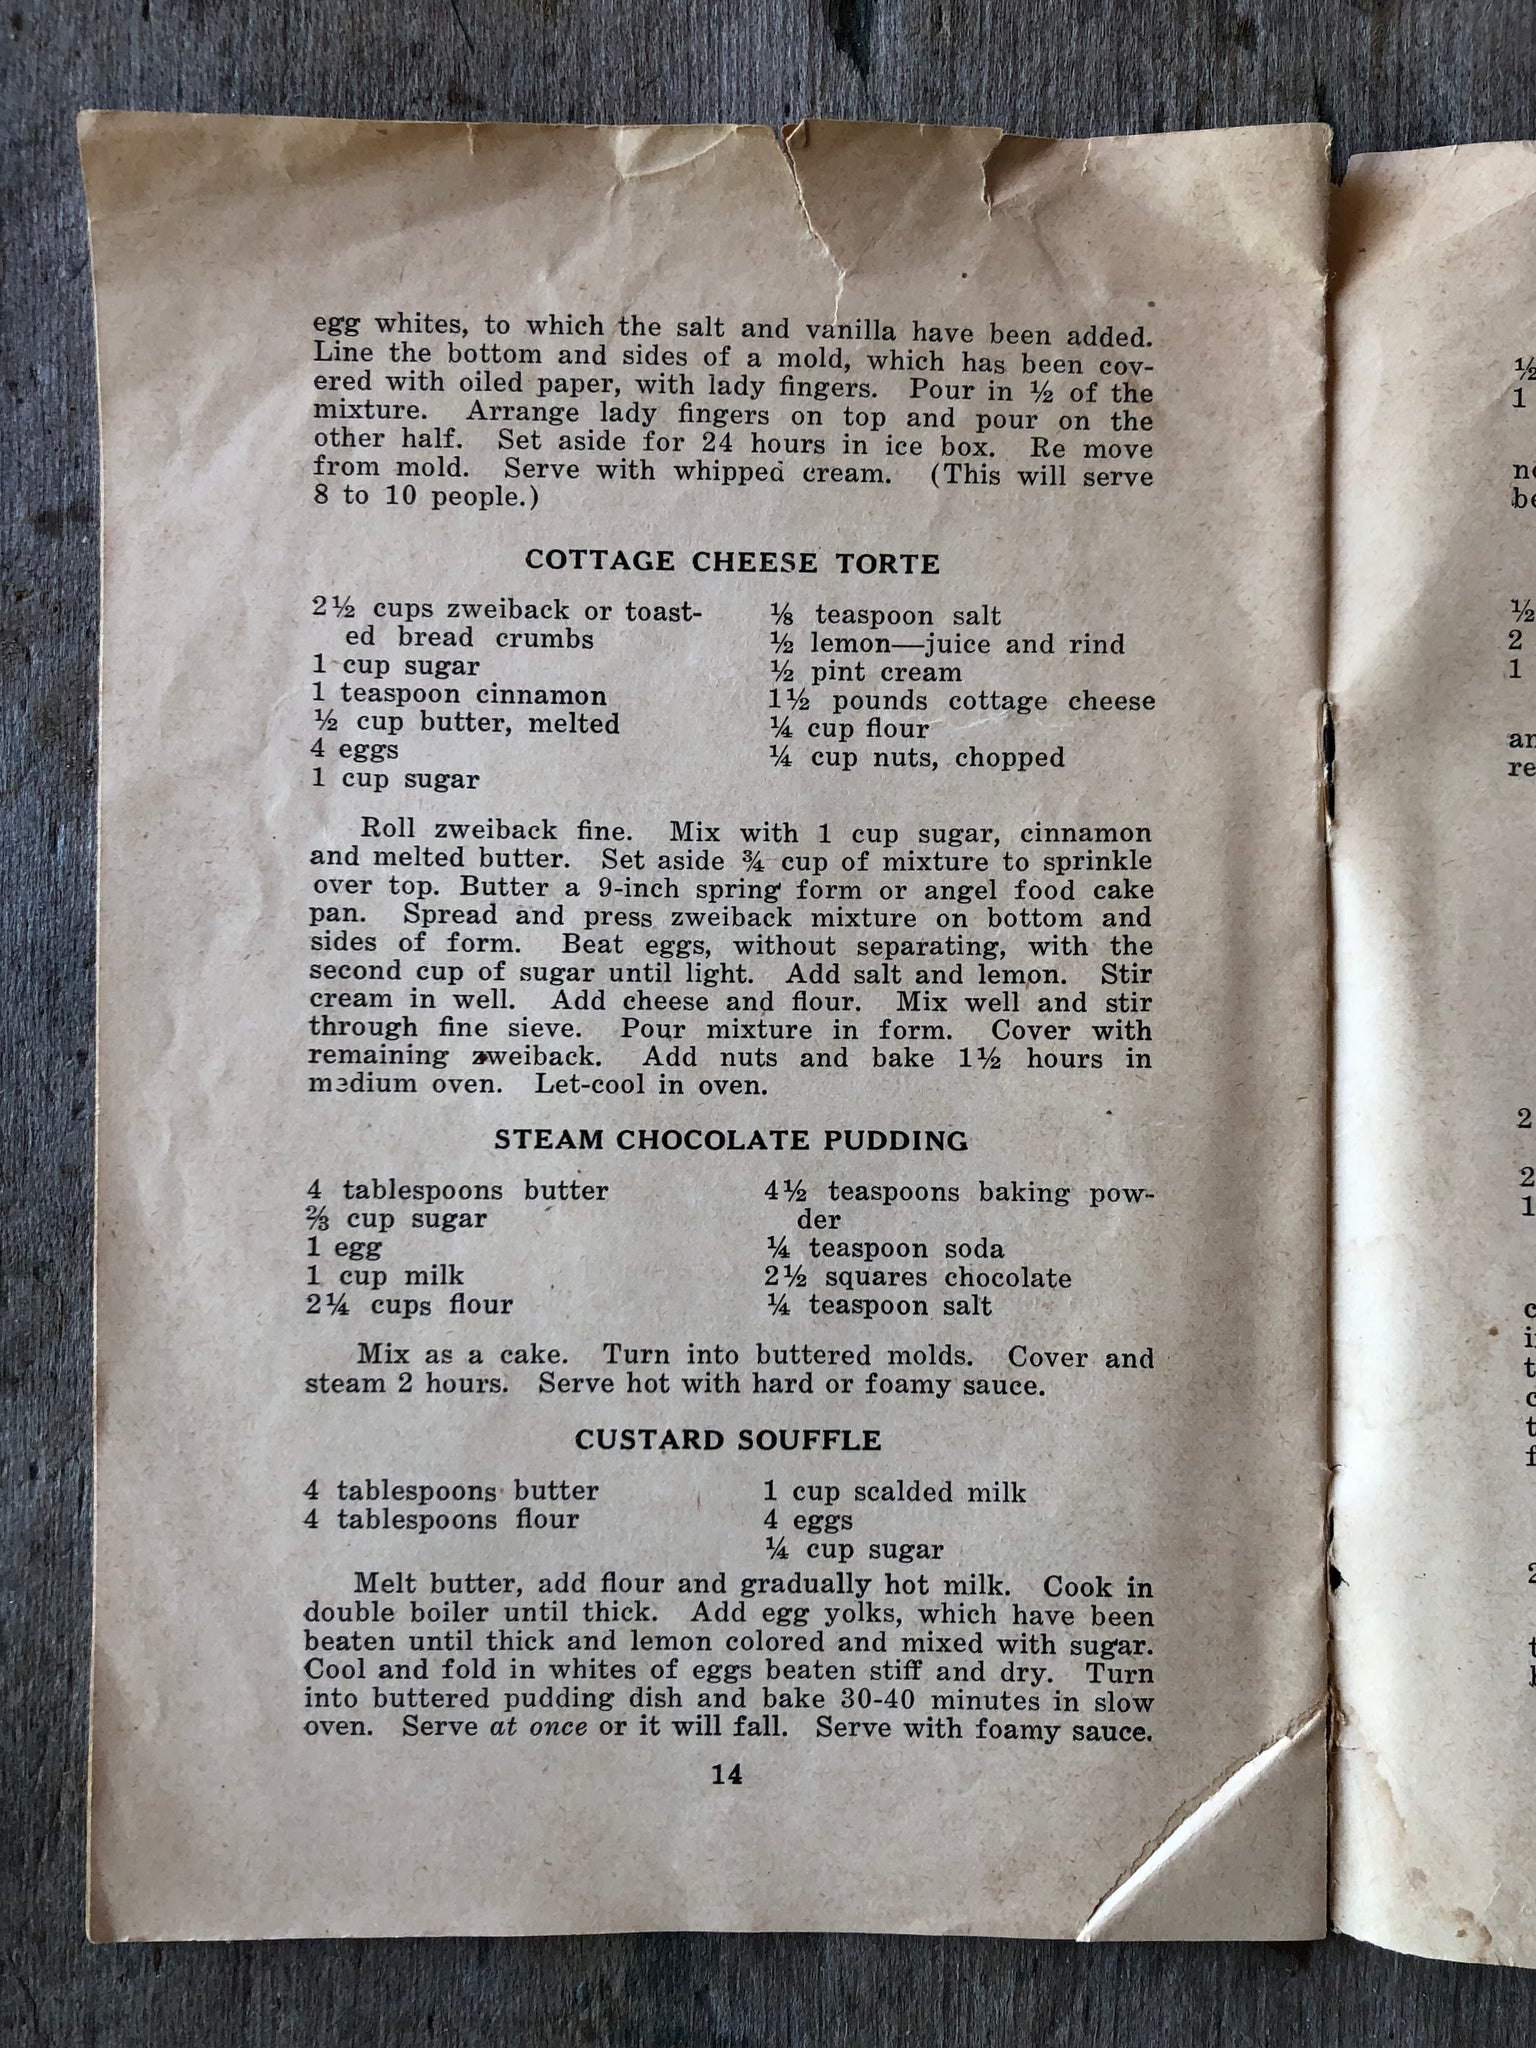 egg whites, to which the salt and vanilla have been added.
Line the bottom and sides of a mold, which has been cov-
ered with oiled paper, with lady fingers. Pour in ½ of the
mixture. Arrange lady fingers on top and pour on the
other half. Set aside for 24 hours in ice box. Re move
from mold. Serve with whipped cream. (This will serve
8 to 10 people.)
COTTAGE CHEESE TORTE
2½ cups zweiback or toast-
ed bread crumbs
1 cup sugar
1 teaspoon cinnamon
½ cup butter, melted
4 eggs
1 cup sugar
⅛ teaspoon salt
½ lemon—juice and rind
½ pint cream
1½ pounds cottage cheese
¼ cup flour
¼ cup nuts, chopped
Roll zweiback fine. Mix with 1 cup sugar, cinnamon
and melted butter. Set aside ¾ cup of mixture to sprinkle
over top. Butter a 9-inch spring form or angel food cake
pan. Spread and press zweiback mixture on bottom and
sides of form. Beat eggs, without separating, with the
second cup of sugar until light. Add salt and lemon. Stir
cream in well. Add cheese and flour. Mix well and stir
through fine sieve. Pour mixture in form. Cover with
remaining zweiback. Add nuts and bake 1½ hours in
medium oven. Let-cool in oven.
STEAM CHOCOLATE PUDDING
4 tablespoons butter
⅔ cup sugar
1 egg
1 cup milk
2¼ cups flour
4½ teaspoons baking pow-
der
¼ teaspoon soda
2½ squares chocolate
¼ teaspoon salt
Mix as a cake. Turn into buttered molds. Cover and
steam 2 hours. Serve hot with hard or foamy sauce.
CUSTARD SOUFFLE
4 tablespoons butter
4 tablespoons flour
1 cup scalded milk
4 eggs
¼ cup sugar
Melt butter, add flour and gradually hot milk. Cook in
double boiler until thick. Add egg yolks, which have been
beaten until thick and lemon colored and mixed with sugar.
Cool and fold in whites of eggs beaten stiff and dry. Turn
into buttered pudding dish and bake 30-40 minutes in slow
oven. Serve at once or it will fall. Serve with foamy sauce.
14
½
1
½
2
1
2
2
1